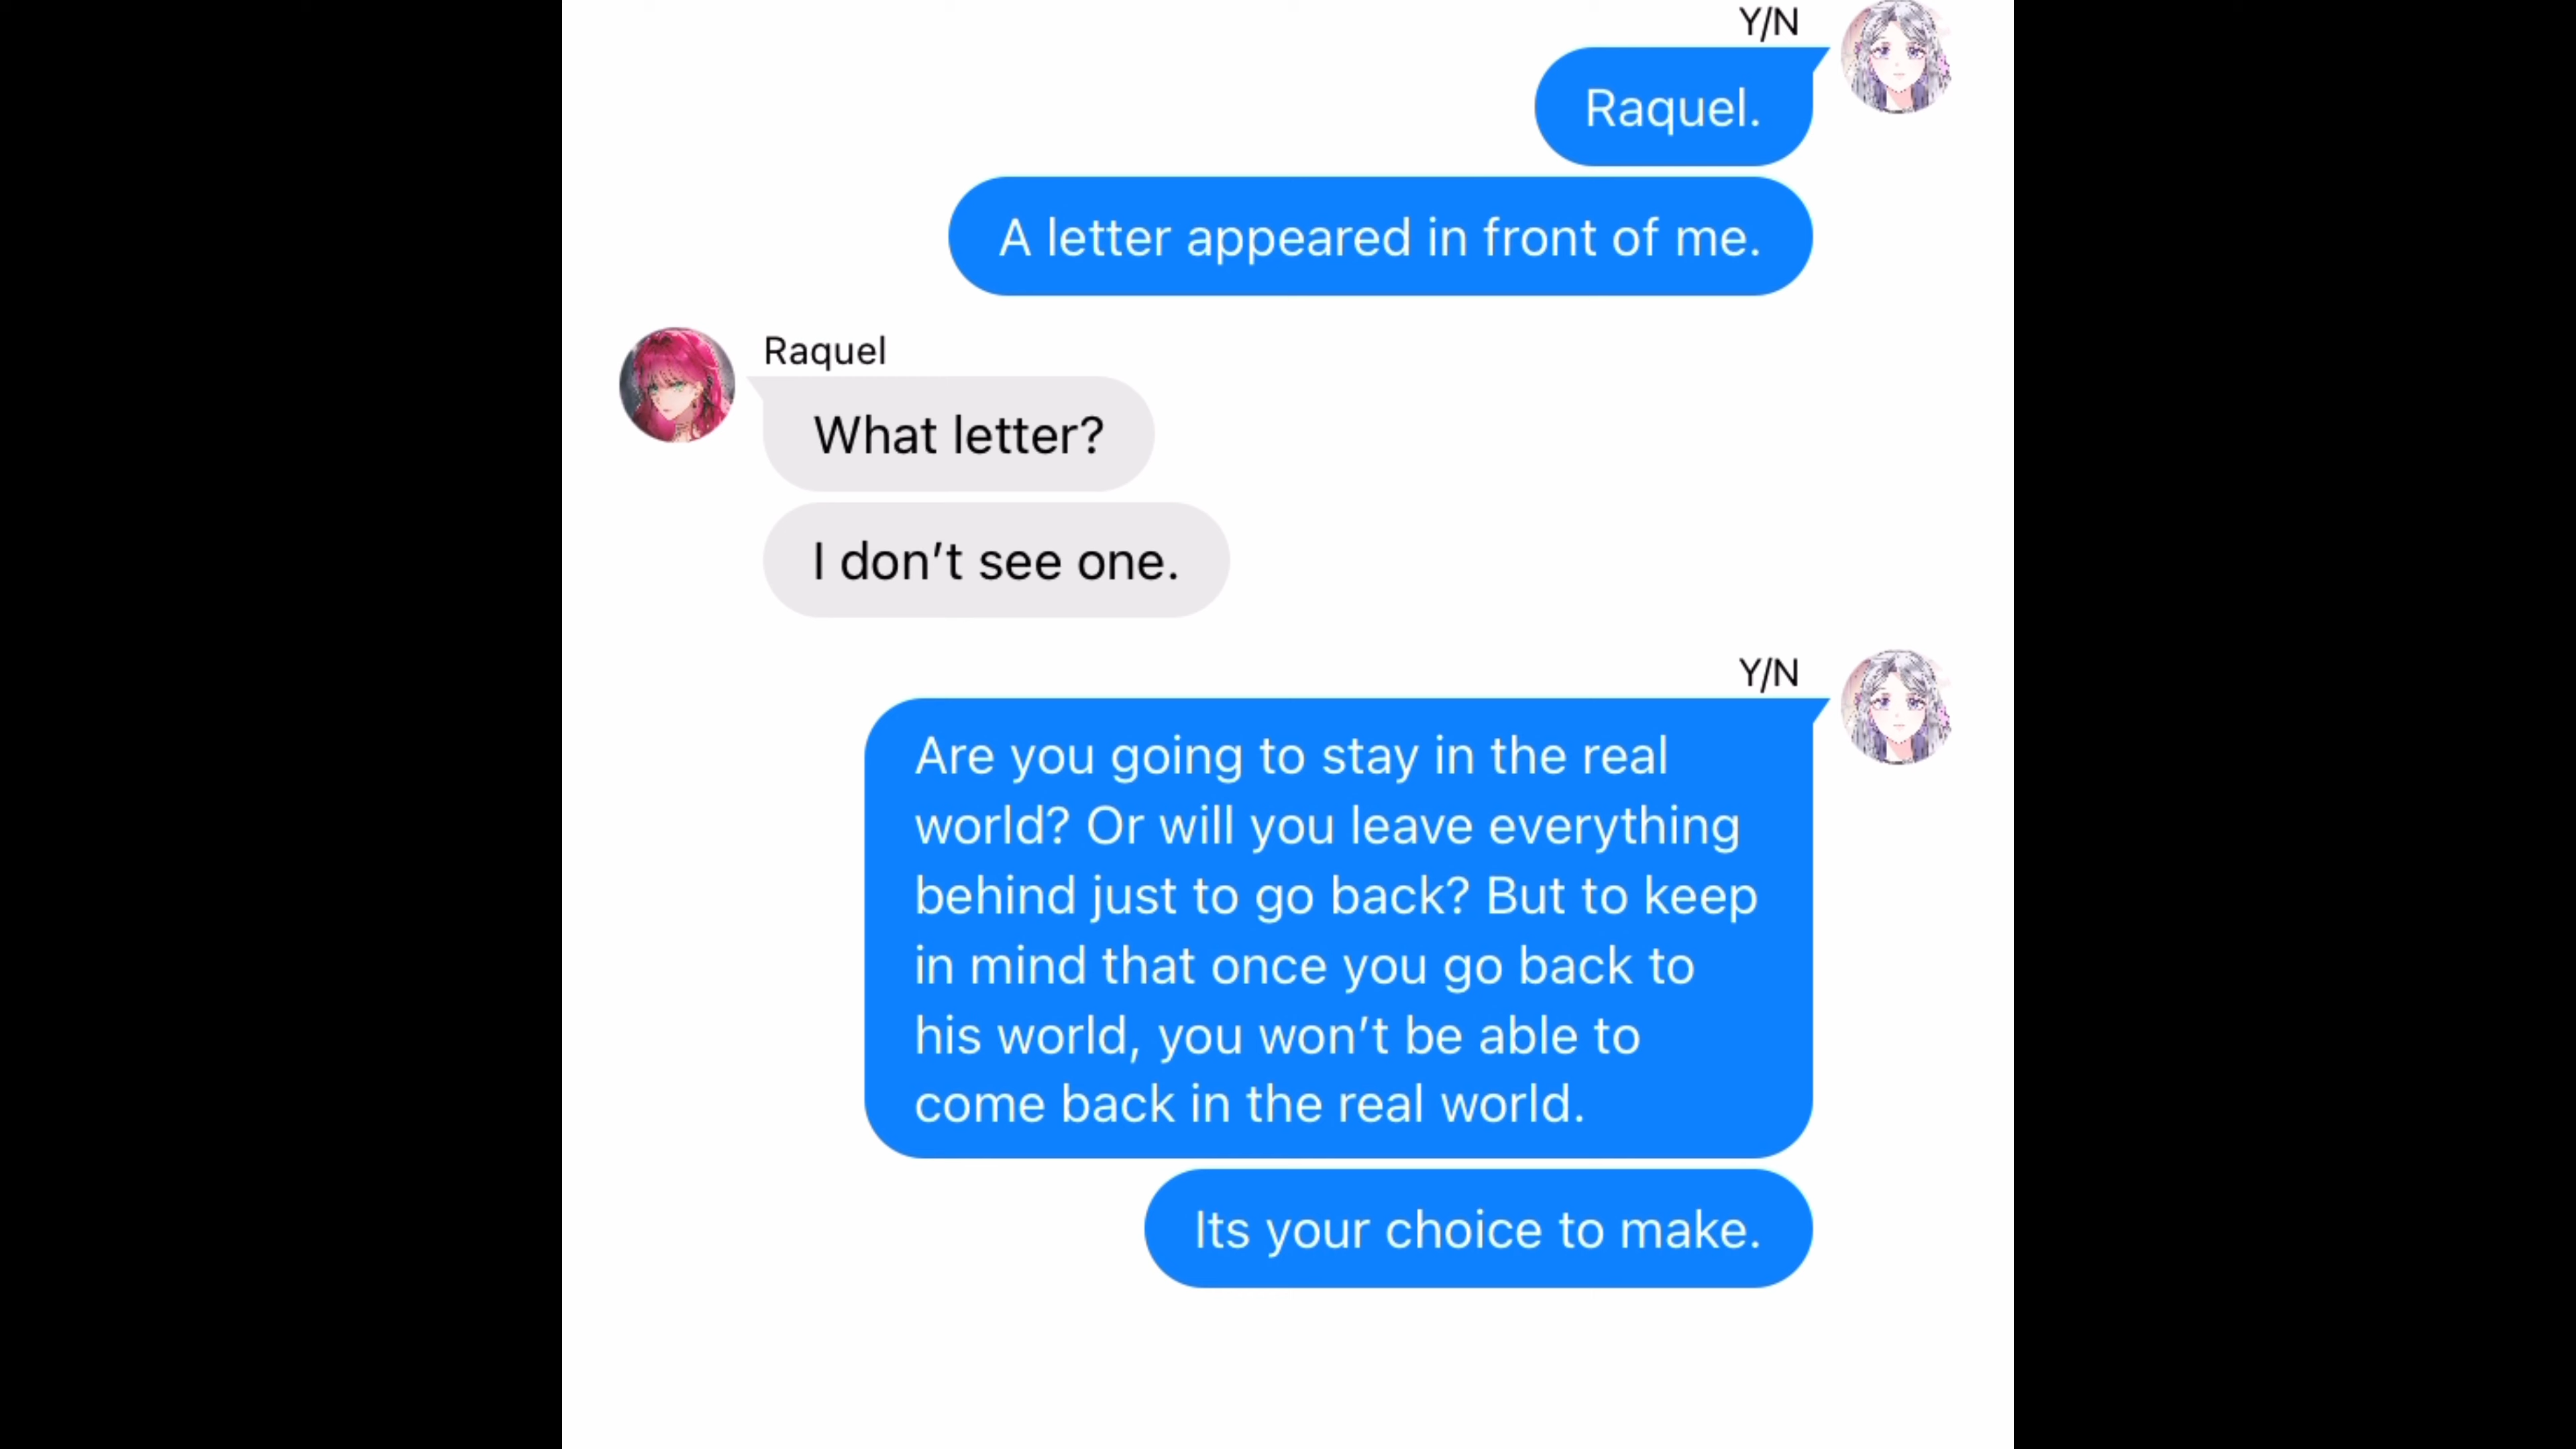 Y/N
Raquel.
A letter appeared in front of me.
Raquel
What letter?
I don’t see one.
Y/N
Are you going to stay in the real
world? Or will you leave everything
behind just to go back? But to keep
in mind that once you go back to
his world, you won’t be able to
come back in the real world.
Its your choice to make.